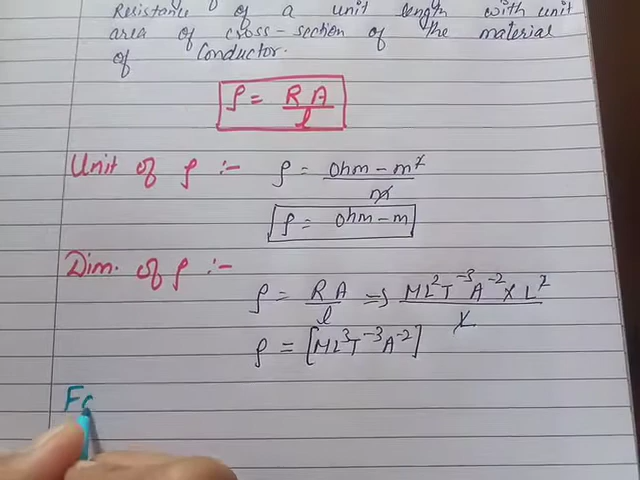 Resistance of a unit length with unit
area of cross-section of the material
of Conductor.
ρ = RA/l
Unit of ρ :- ρ = Ohm-m²/m
ρ = Ohm-m
Dim. of ρ :-
ρ = RA/l => ML²T⁻³A⁻² X L²/L
ρ = [ML³T⁻³A⁻²]
Fa